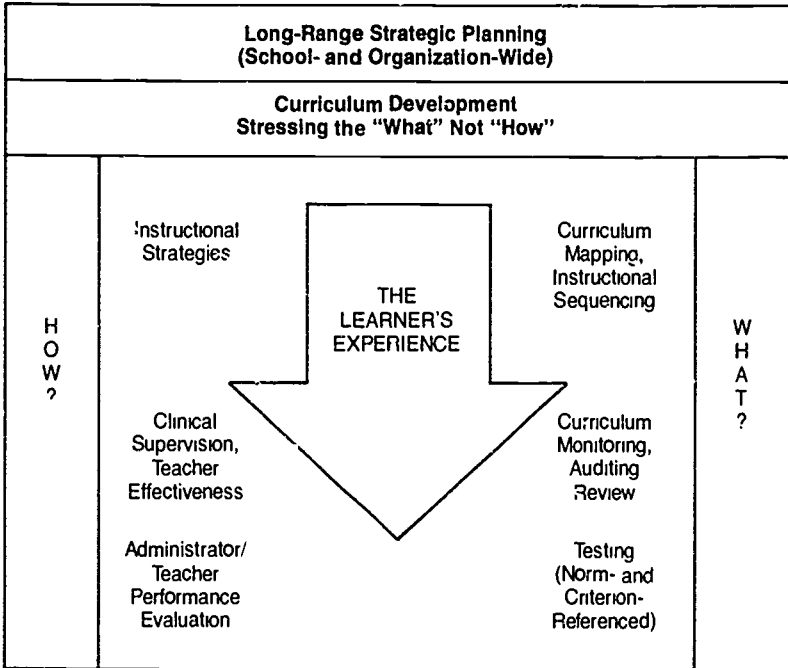 Long-Range Strategic Planning
(School- and Organization-Wide)
Curriculum Development
Stressing the "What" Not "How"
HOW?
Instructional
Strategies
Clinical
Supervision,
Teacher
Effectiveness
Administrator/
Teacher
Performance
Evaluation
THE
LEARNER'S
EXPERIENCE
Curriculum
Mapping,
Instructional
Sequencing
Curriculum
Monitoring,
Auditing
Review
Testing
(Norm- and
Criterion-
Referenced)
WHAT?